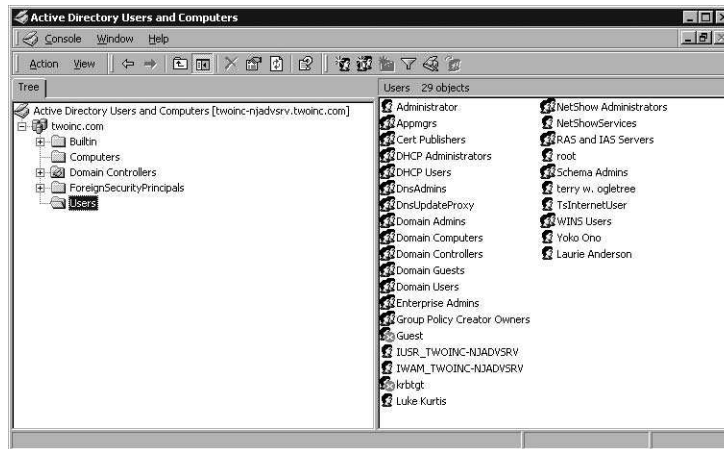 Active Directory Users and Computers
Console Window Help
Action View
Tree
Users 29 objects
Active Directory Users and Computers [twoinc-njadvsrv.twoinc.com]
twoinc.com
Builtin
Computers
Domain Controllers
ForeignSecurityPrincipals
Users
Administrator
Appmgrs
Cert Publishers
DHCP Administrators
DHCP Users
DnsAdmins
DnsUpdateProxy
Domain Admins
Domain Computers
Domain Controllers
Domain Guests
Domain Users
Enterprise Admins
Group Policy Creator Owners
Guest
IUSR_TWOINC-NJADVSRV
IWAM_TWOINC-NJADVSRV
krbtgt
Luke Kurtis
NetShow Administrators
NetShowServices
RAS and IAS Servers
root
Schema Admins
terry w. ogletree
TsInternetUser
WINS Users
Yoko Ono
Laurie Anderson